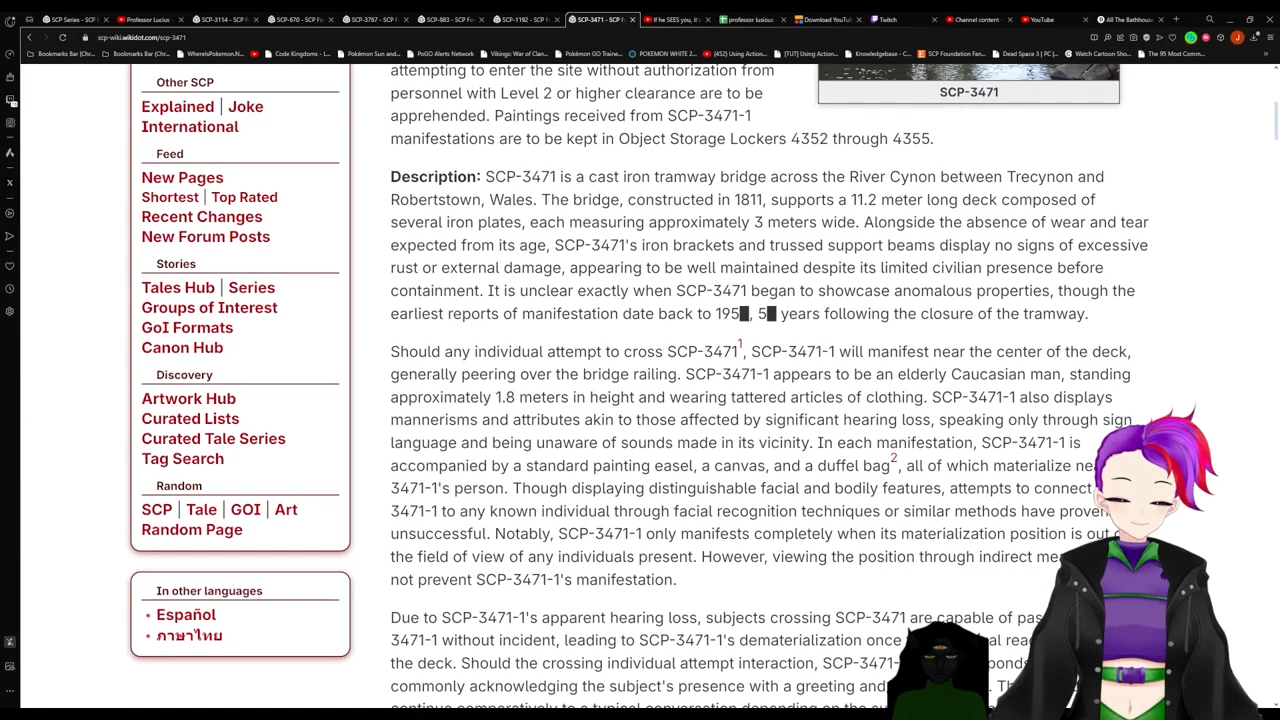 SCP Series - S
Professor Lucius
SCP-3114 - SCP
SCP-670 - SCP Fo
SCP-3767 - SCP F
SCP-983 - SCP Fo
SCP-1192 - SCP F
SCP-3471 - SCP F
If he SEES you, it'
professor lusious
Download YouTu
Twitch
Channel content
YouTube
All The Bathhous
scp-wiki.wikidot.com/scp-3471
Bookmarks Bar (Chr...
Bookmarks (Chrome...
WhereIsPokemon.N...
Code Kingdoms - I...
Pokémon Sun and...
PoGO Alerts Network
Vikings: War of Clan...
Pokémon GO Traine...
POKEMON WHITE 2...
(452) Using Action...
[TUT] Using Action...
Knowledgebase - C...
SCP Foundation Fan...
Dead Space 3 | PC |...
Watch Cartoon Sho...
The 95 Most Comm...
Other SCP
Explained | Joke
International
Feed
New Pages
Shortest | Top Rated
Recent Changes
New Forum Posts
Stories
Tales Hub | Series
Groups of Interest
GoI Formats
Canon Hub
Discovery
Artwork Hub
Curated Lists
Curated Tale Series
Tag Search
Random
SCP | Tale | GOI | Art
Random Page
In other languages
Español
ภาษาไทย
attempting to enter the site without authorization from
personnel with Level 2 or higher clearance are to be
apprehended. Paintings received from SCP-3471-1
manifestations are to be kept in Object Storage Lockers 4352 through 4355.
SCP-3471
Description: SCP-3471 is a cast iron tramway bridge across the River Cynon between Trecynon and
Robertstown, Wales. The bridge, constructed in 1811, supports a 11.2 meter long deck composed of
several iron plates, each measuring approximately 3 meters wide. Alongside the absence of wear and tear
expected from its age, SCP-3471's iron brackets and trussed support beams display no signs of excessive
rust or external damage, appearing to be well maintained despite its limited civilian presence before
containment. It is unclear exactly when SCP-3471 began to showcase anomalous properties, though the
earliest reports of manifestation date back to 195█, 5█ years following the closure of the tramway.
Should any individual attempt to cross SCP-3471¹, SCP-3471-1 will manifest near the center of the deck,
generally peering over the bridge railing. SCP-3471-1 appears to be an elderly Caucasian man, standing
approximately 1.8 meters in height and wearing tattered articles of clothing. SCP-3471-1 also displays
mannerisms and attributes akin to those affected by significant hearing loss, speaking only through sign
language and being unaware of sounds made in its vicinity. In each manifestation, SCP-3471-1 is
accompanied by a standard painting easel, a canvas, and a duffel bag², all of which materialize
3471-1's person. Though displaying distinguishable facial and bodily features, attempts to connect
3471-1 to any known individual through facial recognition techniques or similar methods have
unsuccessful. Notably, SCP-3471-1 only manifests completely when its materialization position is
the field of view of any individuals present. However, viewing the position through indirect
not prevent SCP-3471-1's manifestation.
Due to SCP-3471-1's apparent hearing loss, subjects crossing SCP-3471 are capable of
3471-1 without incident, leading to SCP-3471-1's dematerialization once
the deck. Should the crossing individual attempt interaction, SCP-3471-
commonly acknowledging the subject's presence with a greeting and